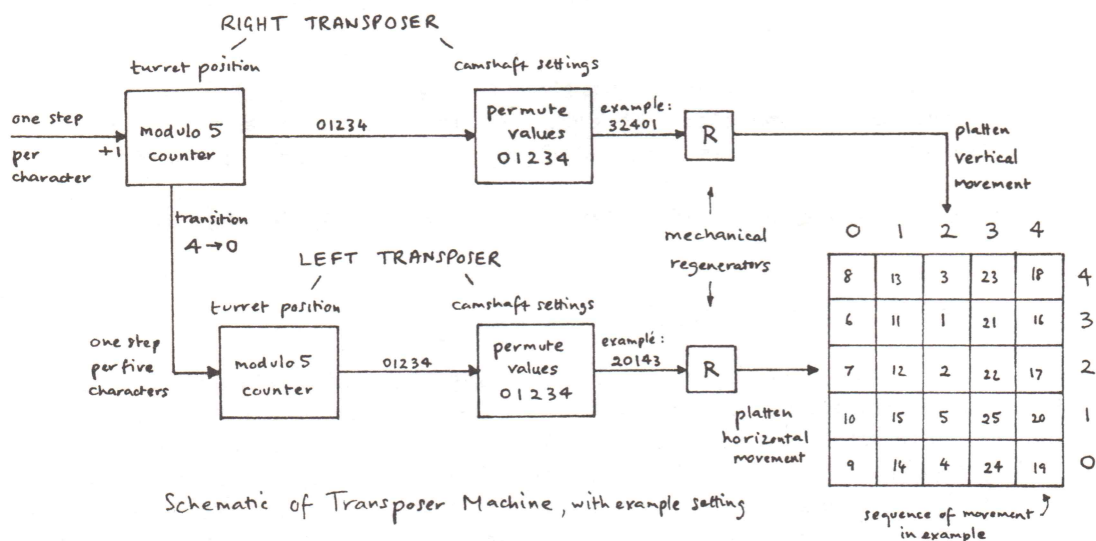 RIGHT TRANSPOSER
turret position
camshaft settings
one step
per
character
+1
modulo 5
counter
01234
permute
values
01234
example:
32401
R
platten
vertical
movement
transition
4→0
mechanical
regenerators
LEFT TRANSPOSER
turret position
camshaft settings
one step
per five
characters
modulo 5
counter
01234
permute
values
01234
example:
20143
R
platten
horizontal
movement
0 1 2 3 4
8 13 3 23 18 4
6 11 1 21 16 3
7 12 2 22 17 2
10 15 5 25 20 1
9 14 4 24 19 0
sequence of movement
in example
Schematic of Transposer Machine, with example setting